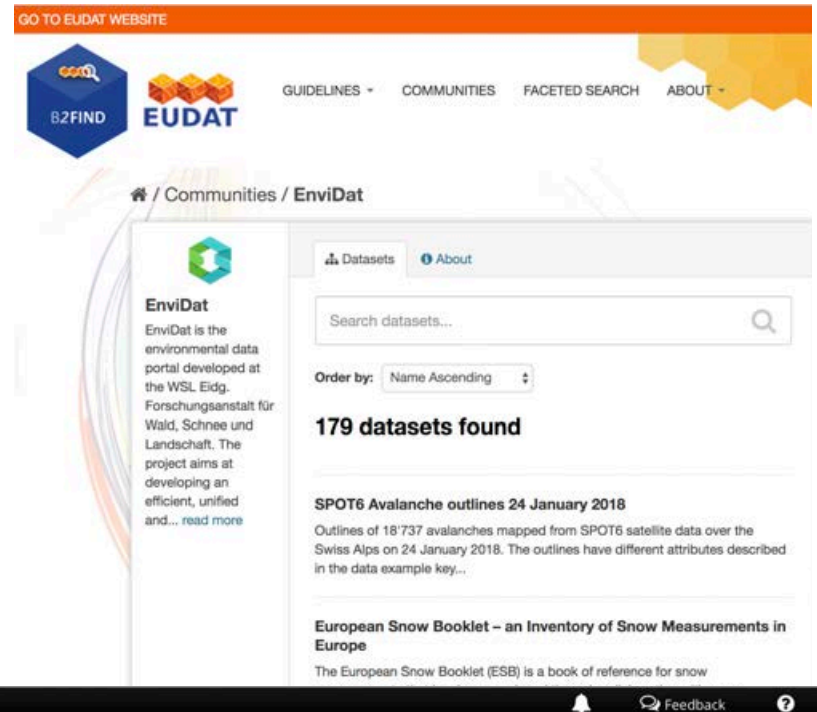 GO TO EUDAT WEBSITE
B2FIND
EUDAT
GUIDELINES COMMUNITIES FACETED SEARCH ABOUT
/ Communities / EnviDat
EnviDat
EnviDat is the
environmental data
portal developed at
the WSL Eidg.
Forschungsanstalt für
Wald, Schnee und
Landschaft. The
project aims at
developing an
efficient, unified
and... read more
Datasets About
Search datasets...
Order by: Name Ascending
179 datasets found
SPOT6 Avalanche outlines 24 January 2018
Outlines of 18'737 avalanches mapped from SPOT6 satellite data over the
Swiss Alps on 24 January 2018. The outlines have different attributes described
in the data example key...
European Snow Booklet – an Inventory of Snow Measurements in
Europe
The European Snow Booklet (ESB) is a book of reference for snow
Feedback